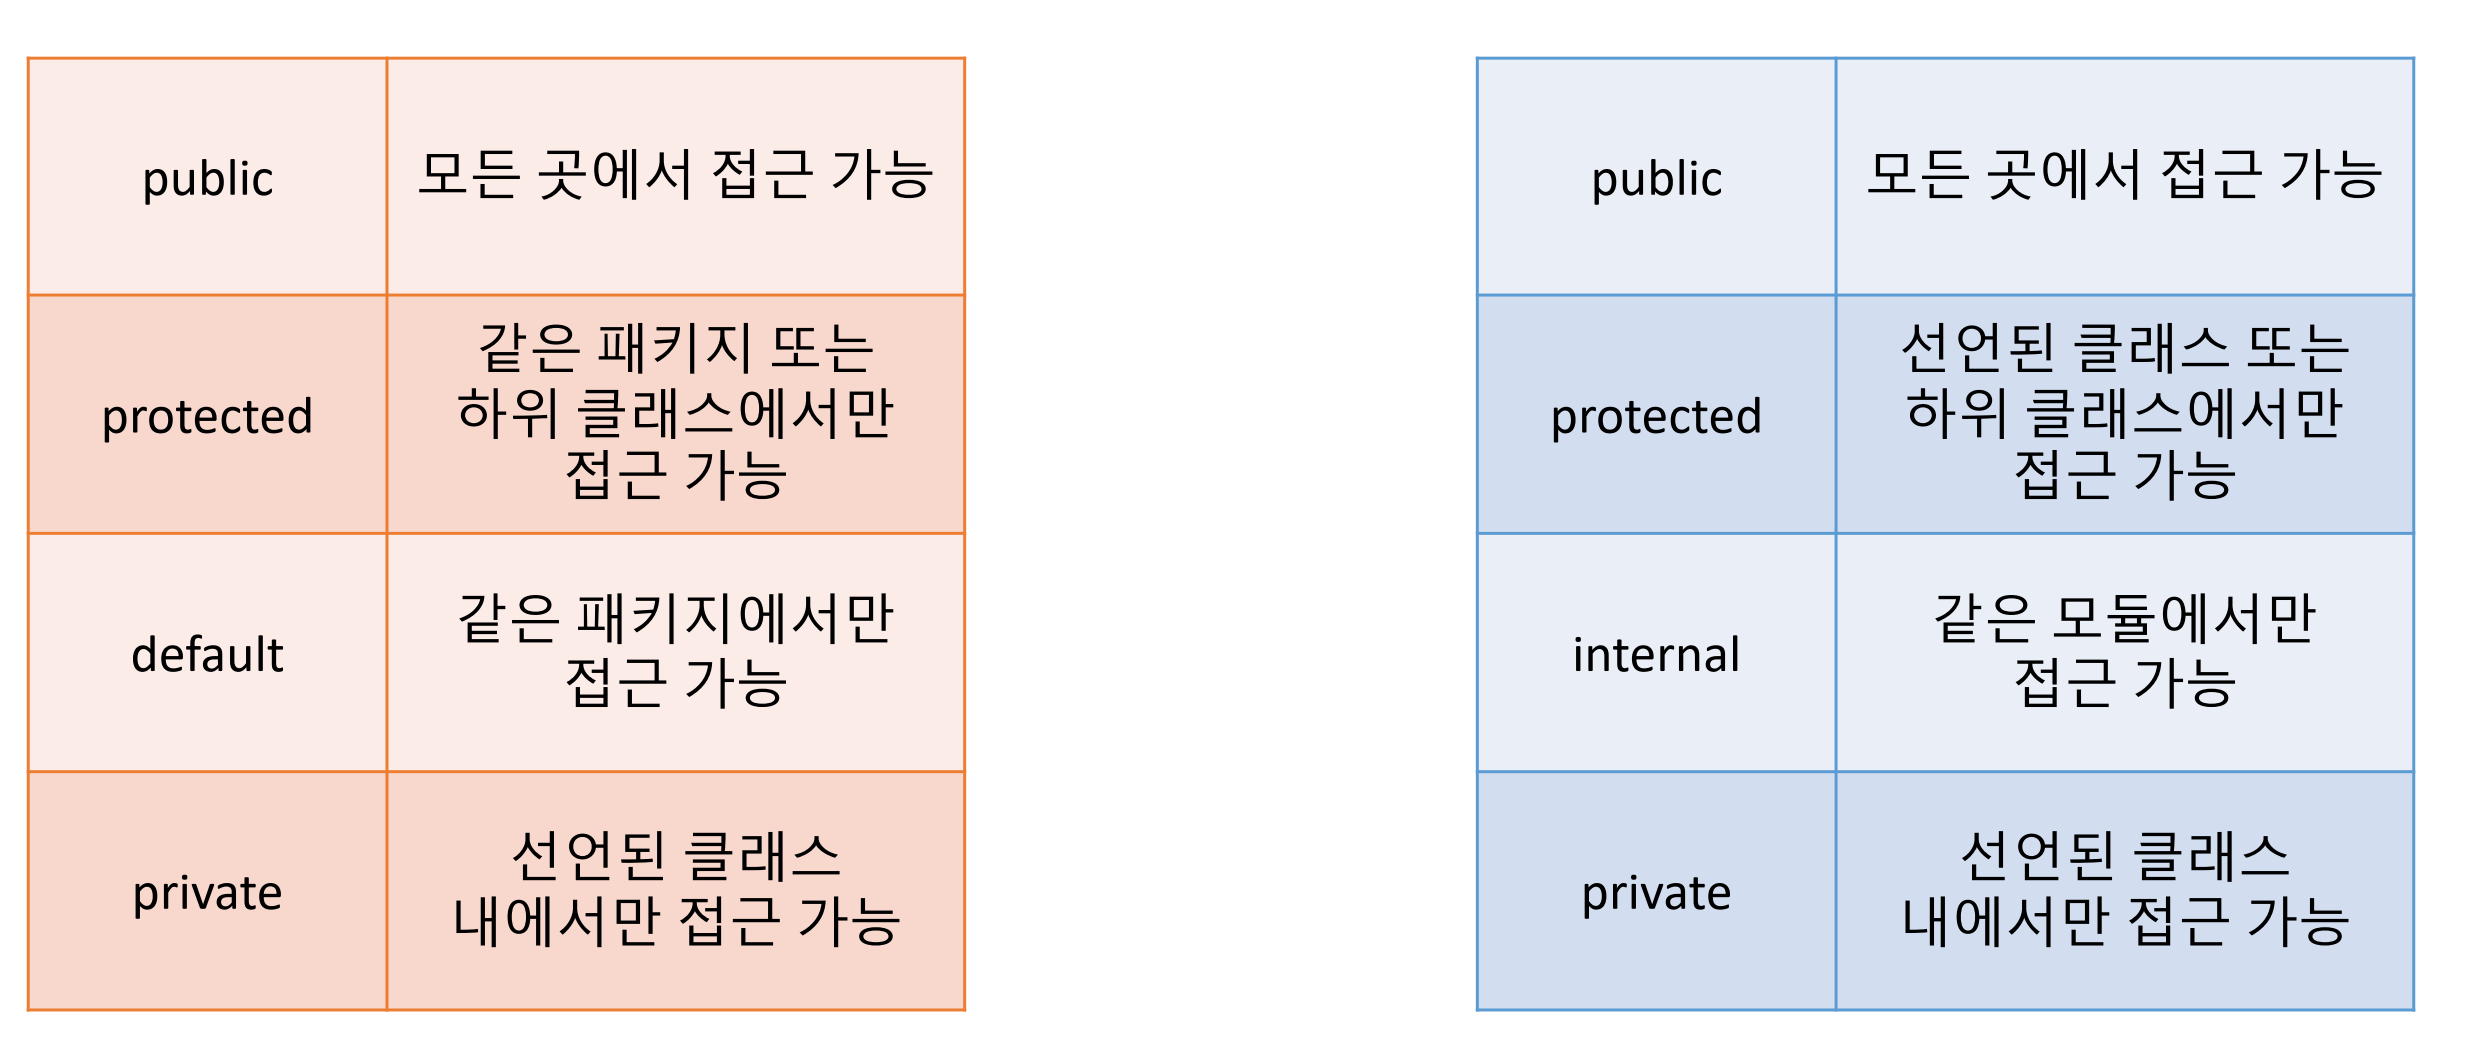 public
모든 곳에서 접근 가능
protected
같은 패키지 또는
하위 클래스에서만
접근 가능
default
같은 패키지에서만
접근 가능
private
선언된 클래스
내에서만 접근 가능
public
모든 곳에서 접근 가능
protected
선언된 클래스 또는
하위 클래스에서만
접근 가능
internal
같은 모듈에서만
접근 가능
private
선언된 클래스
내에서만 접근 가능